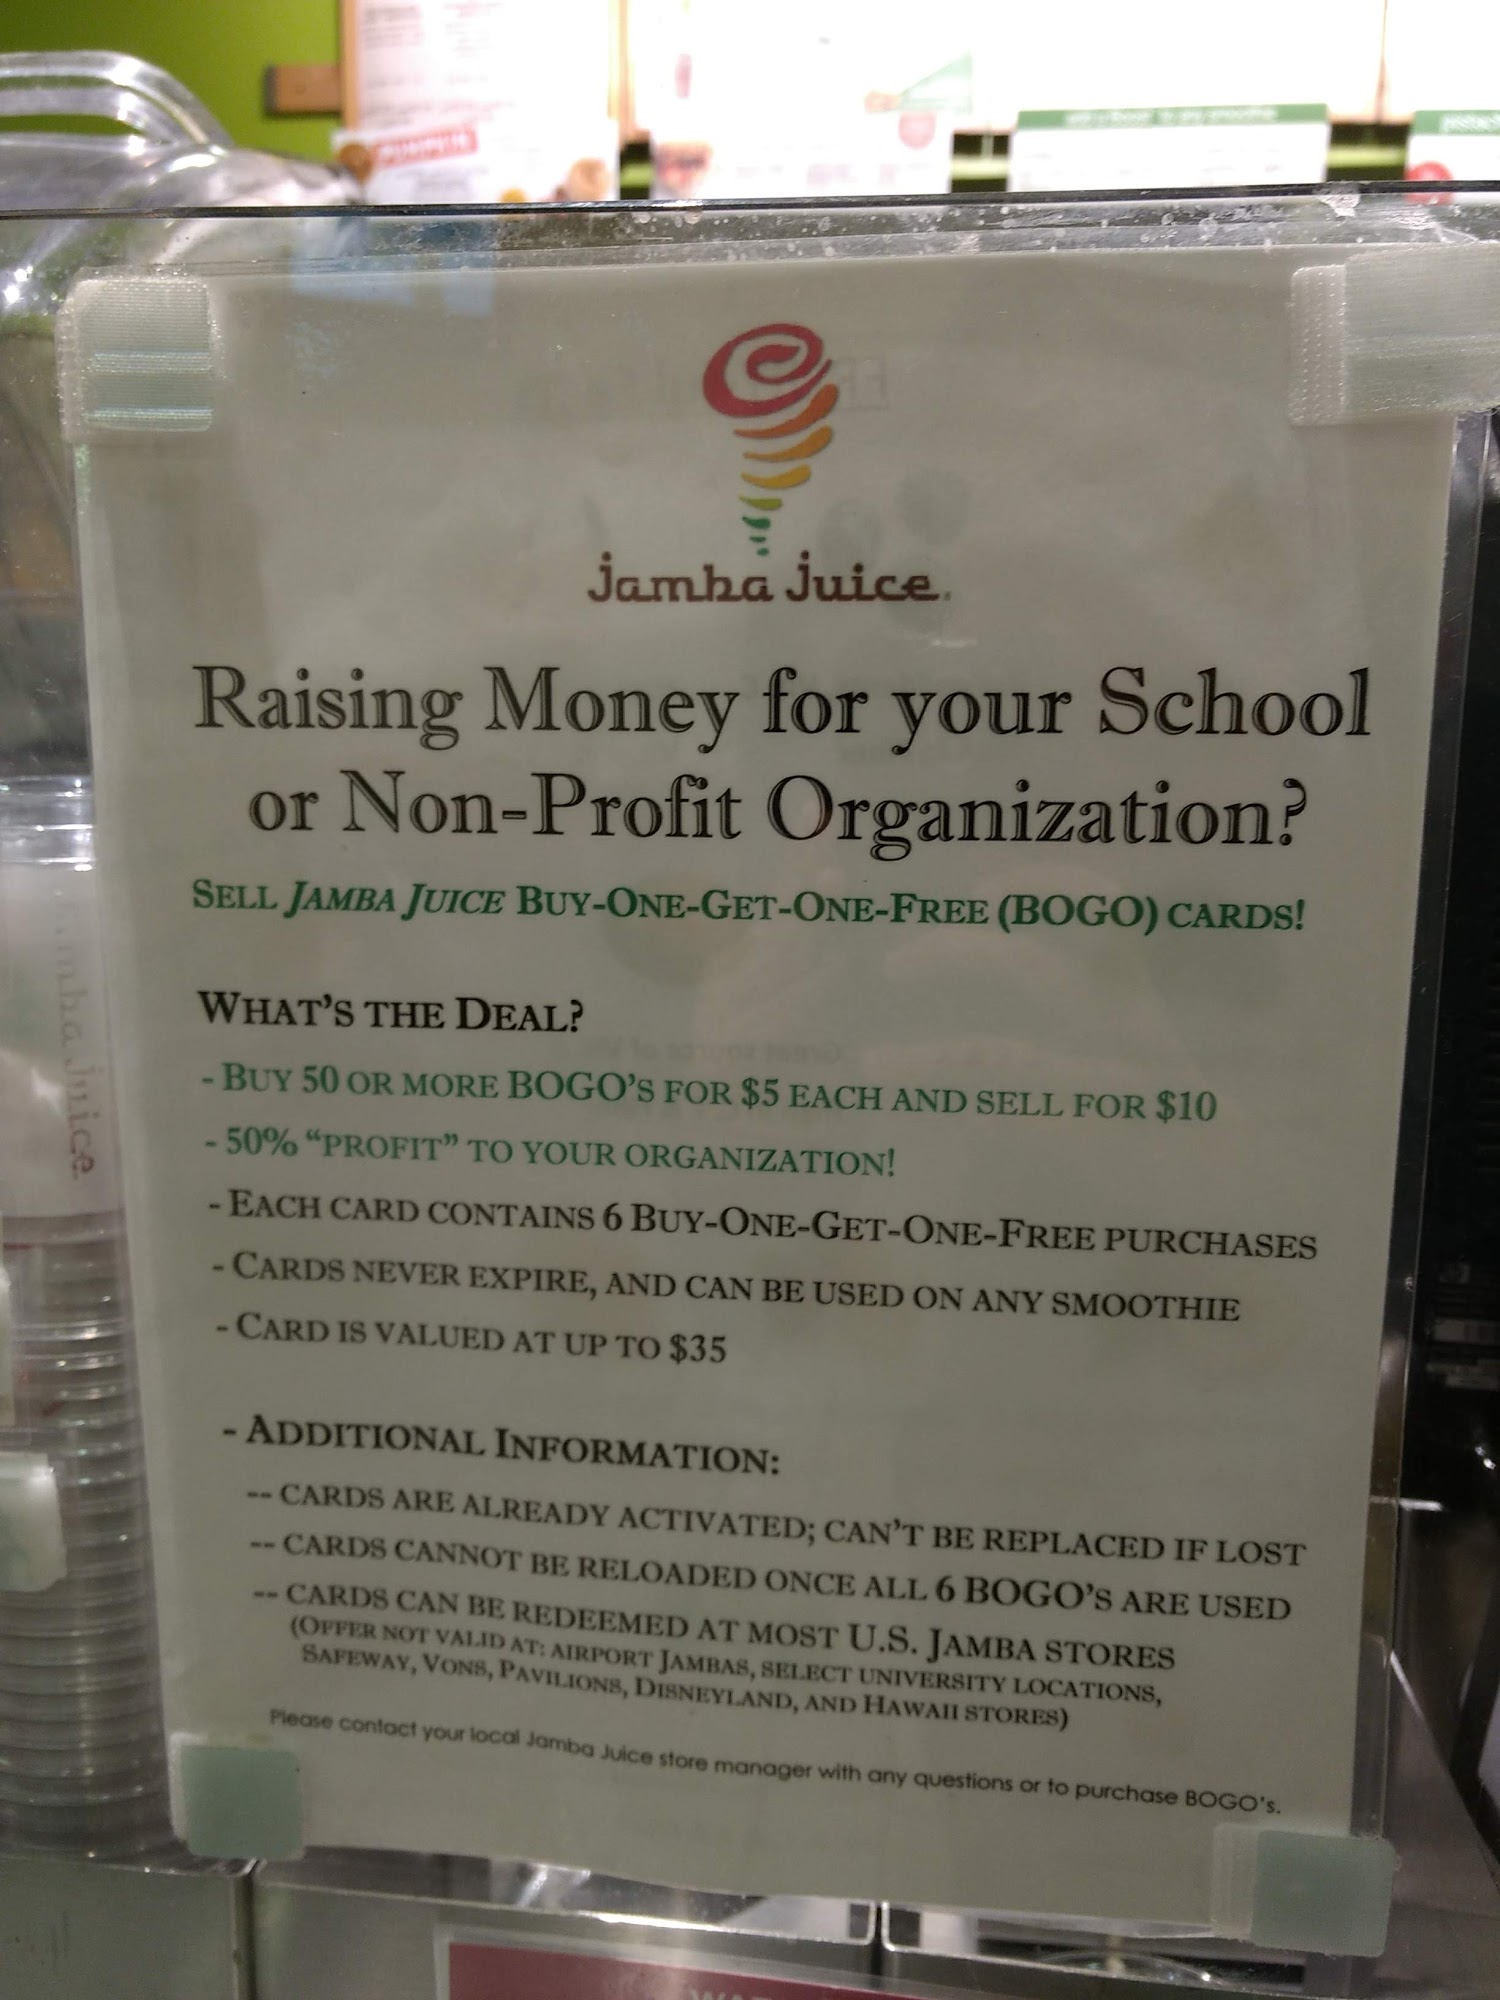 PUMPKIN
jamba juice
Raising Money for your School
or Non-Profit Organization?
SELL JAMBA JUICE BUY-ONE-GET-ONE-FREE (BOGO) CARDS!
WHAT'S THE DEAL?
- BUY 50 OR MORE BOGO'S FOR $5 EACH AND SELL FOR $10
- 50% "PROFIT" TO YOUR ORGANIZATION!
- EACH CARD CONTAINS 6 BUY-ONE-GET-ONE-FREE PURCHASES
- CARDS NEVER EXPIRE, AND CAN BE USED ON ANY SMOOTHIE
- CARD IS VALUED AT UP TO $35
- ADDITIONAL INFORMATION:
-- CARDS ARE ALREADY ACTIVATED; CAN'T BE REPLACED IF LOST
-- CARDS CANNOT BE RELOADED ONCE ALL 6 BOGO'S ARE USED
-- CARDS CAN BE REDEEMED AT MOST U.S. JAMBA STORES
(OFFER NOT VALID AT: AIRPORT JAMBAS, SELECT UNIVERSITY LOCATIONS,
SAFEWAY, VONS, PAVILIONS, DISNEYLAND, AND HAWAII STORES)
Please contact your local Jamba Juice store manager with any questions or to purchase BOGO's.
juice